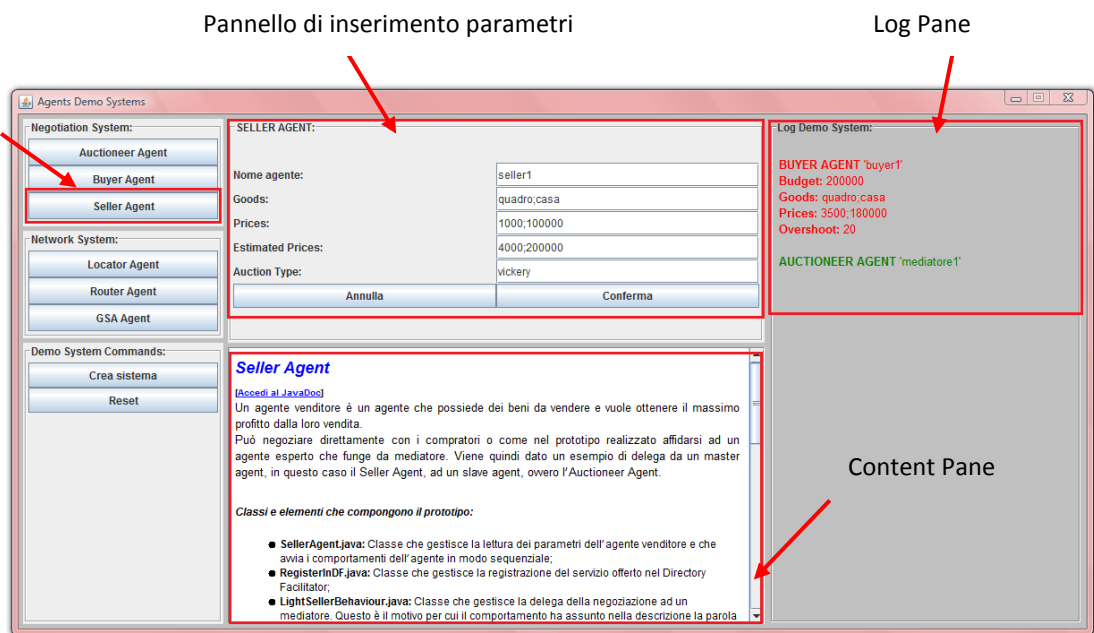 Pannello di inserimento parametri
Log Pane
Agents Demo Systems
Negotiation System:
Auctioneer Agent
Buyer Agent
Seller Agent
Network System:
Locator Agent
Router Agent
GSA Agent
Demo System Commands:
Crea sistema
Reset
SELLER AGENT:
Nome agente:
seller1
Goods:
quadro;casa
Prices:
1000;100000
Estimated Prices:
4000;200000
Auction Type:
vickery
Annulla
Conferma
Seller Agent
[Accedi al JavaDoc]
Un agente venditore è un agente che possiede dei beni da vendere e vuole ottenere il massimo
profitto dalla loro vendita.
Può negoziare direttamente con i compratori o come nel prototipo realizzato affidarsi ad un
agente esperto che funge da mediatore. Viene quindi dato un esempio di delega da un master
agent, in questo caso il Seller Agent, ad un slave agent, ovvero l'Auctioneer Agent.
Classi e elementi che compongono il prototipo:
● SellerAgent.java: Classe che gestisce la lettura dei parametri dell'agente venditore e che
avvia i comportamenti dell'agente in modo sequenziale;
● RegisterInDF.java: Classe che gestisce la registrazione del servizio offerto nel Directory
Facilitator;
● LightSellerBehaviour.java: Classe che gestisce la delega della negoziazione ad un
mediatore. Questo è il motivo per cui il comportamento ha assunto nella descrizione la parola
Log Demo System:
BUYER AGENT 'buyer1'
Budget: 200000
Goods: quadro;casa
Prices: 3500;180000
Overshoot: 20
AUCTIONEER AGENT 'mediatore1'
Content Pane